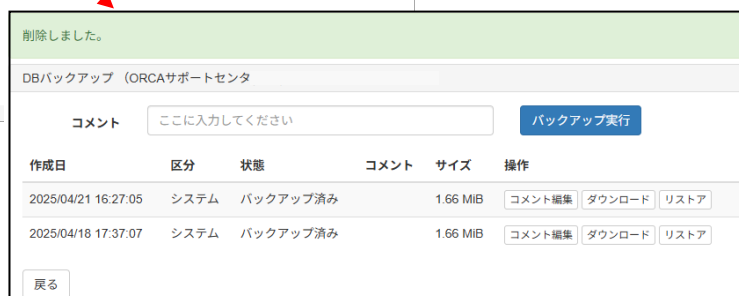 削除しました。
DBバックアップ （ORCAサポートセンタ
コメント ここに入力してください バックアップ実行
作成日 区分 状態 コメント サイズ 操作
2025/04/21 16:27:05 システム バックアップ済み 1.66 MiB コメント編集 ダウンロード リストア
2025/04/18 17:37:07 システム バックアップ済み 1.66 MiB コメント編集 ダウンロード リストア
戻る